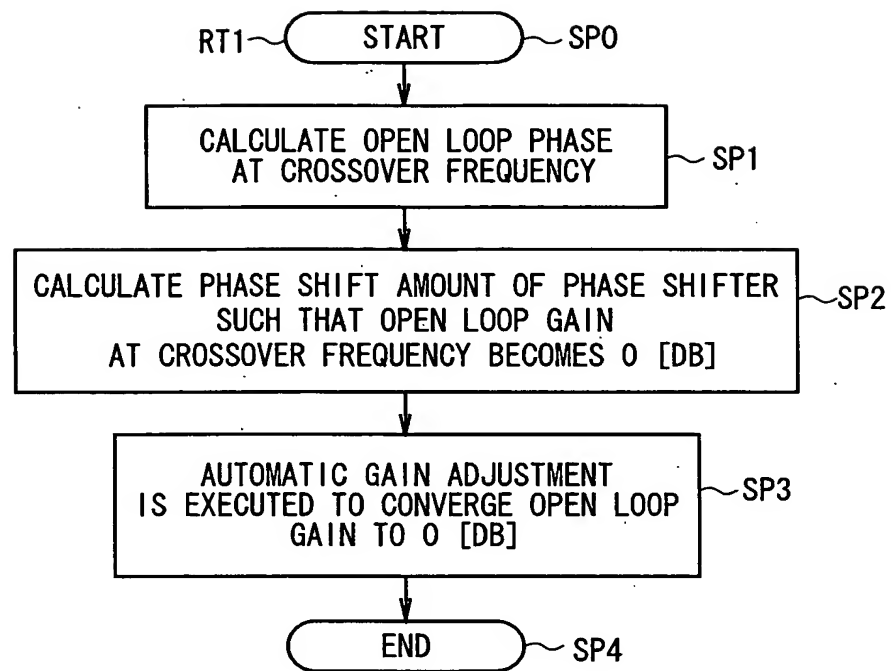 RT1 START SP0
CALCULATE OPEN LOOP PHASE
AT CROSSOVER FREQUENCY
SP1
CALCULATE PHASE SHIFT AMOUNT OF PHASE SHIFTER
SUCH THAT OPEN LOOP GAIN
AT CROSSOVER FREQUENCY BECOMES 0 [DB]
SP2
AUTOMATIC GAIN ADJUSTMENT
IS EXECUTED TO CONVERGE OPEN LOOP
GAIN TO 0 [DB]
SP3
END SP4